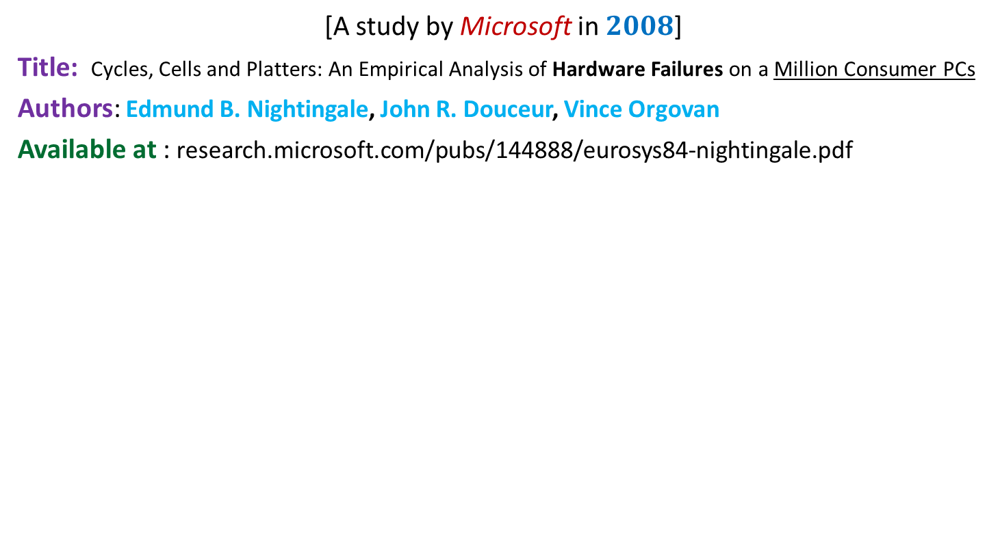 [A study by Microsoft in 2008]
Title: Cycles, Cells and Platters: An Empirical Analysis of Hardware Failures on a Million Consumer PCs
Authors: Edmund B. Nightingale, John R. Douceur, Vince Orgovan
Available at : research.microsoft.com/pubs/144888/eurosys84-nightingale.pdf